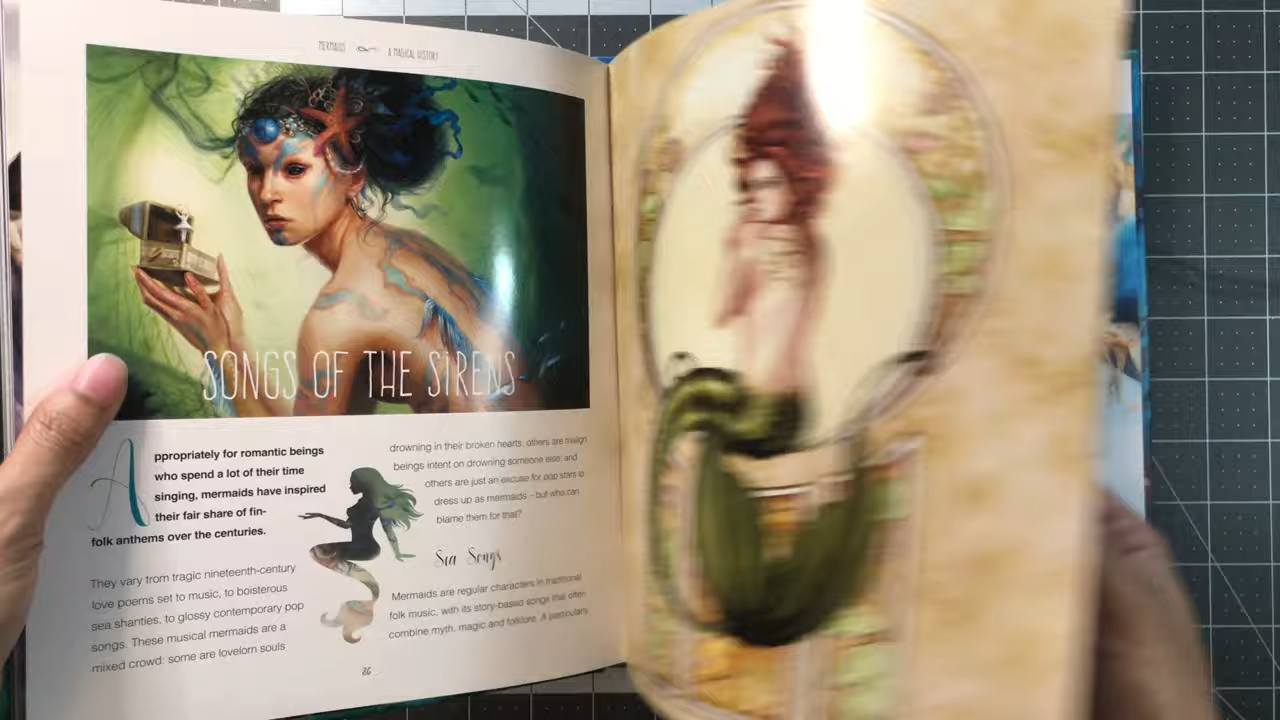 MERMAIDS A MAGICAL HISTORY
SONGS OF THE SIRENS
Appropriately for romantic beings
who spend a lot of their time
singing, mermaids have inspired
their fair share of fin-
folk anthems over the centuries.
They vary from tragic nineteenth-century
love poems set to music, to boisterous
sea shanties, to glossy contemporary pop
songs. These musical mermaids are a
mixed crowd: some are lovelorn souls
drowning in their broken hearts; others are malign
beings intent on drowning someone else; and
others are just an excuse for pop stars to
dress up as mermaids – but who can
blame them for that?
Sea Songs
Mermaids are regular characters in traditional
folk music, with its story-based songs that often
combine myth, magic and folklore. A particularly
86